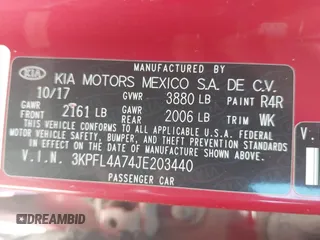 KIA KIA MOTORS MEXICO S.A. DE C.V.
10/17 GVWR 3880 LB PAINT R4R
GAWR FRONT 2161 LB GAWR REAR 2006 LB TRIM WK
THIS VEHICLE CONFORMS TO ALL APPLICABLE FEDERAL
MOTOR VEHICLE SAFETY, BUMPER, AND THEFT PREVENTION
STANDARDS IN EFFECT ON THE DATE OF MANUFACTURE
SHOWN ABOVE.
V.I.N. 3KPFL4A74JE203440
PASSENGER CAR
V.
DREAMBID